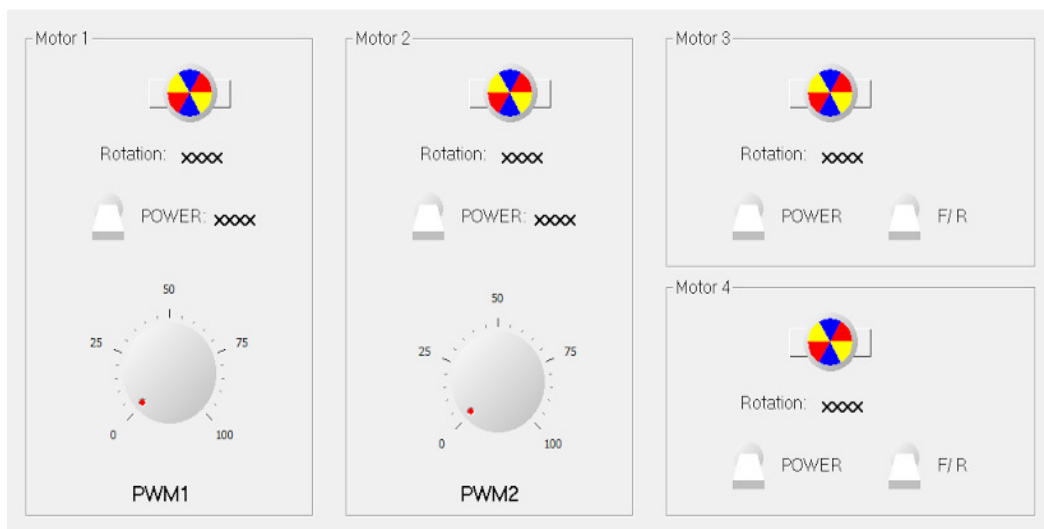 Motor 1
Rotation: xxxx
POWER: xxxx
50
25
75
0
100
PWM1
Motor 2
Rotation: xxxx
POWER: xxxx
50
25
75
0
100
PWM2
Motor 3
Rotation: xxxx
POWER
F/ R
Motor 4
Rotation: xxxx
POWER
F/ R